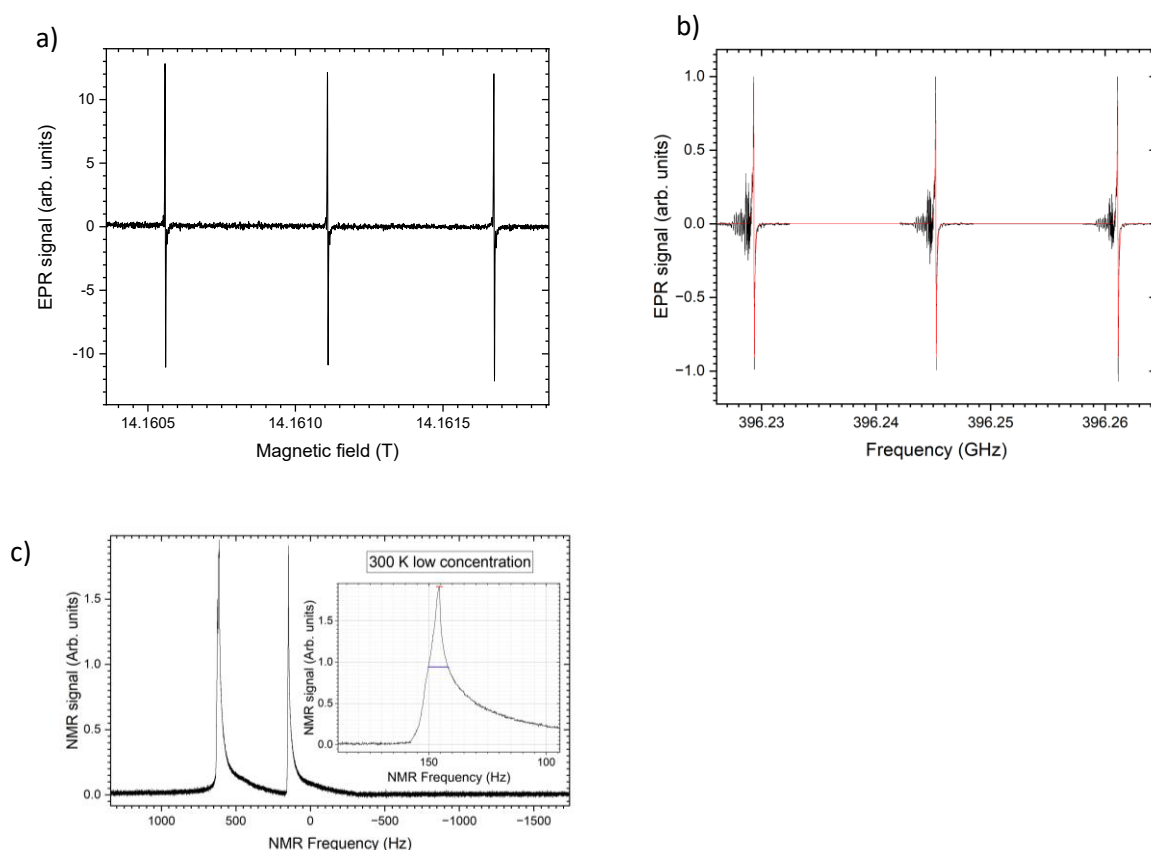 a)
10
5
0
-5
-10
EPR signal (arb. units)
14.1605
14.1610
14.1615
Magnetic field (T)
b)
1.0
0.5
0.0
−0.5
−1.0
EPR signal (arb. units)
396.23
396.24
396.25
396.26
Frequency (GHz)
c)
1.5
1.0
0.5
0.0
NMR signal (Arb. units)
1000
500
0
−500
−1000
−1500
NMR Frequency (Hz)
300 K low concentration
1.5
1.0
0.5
0.0
NMR signal (Arb. units)
150
100
NMR Frequency (Hz)